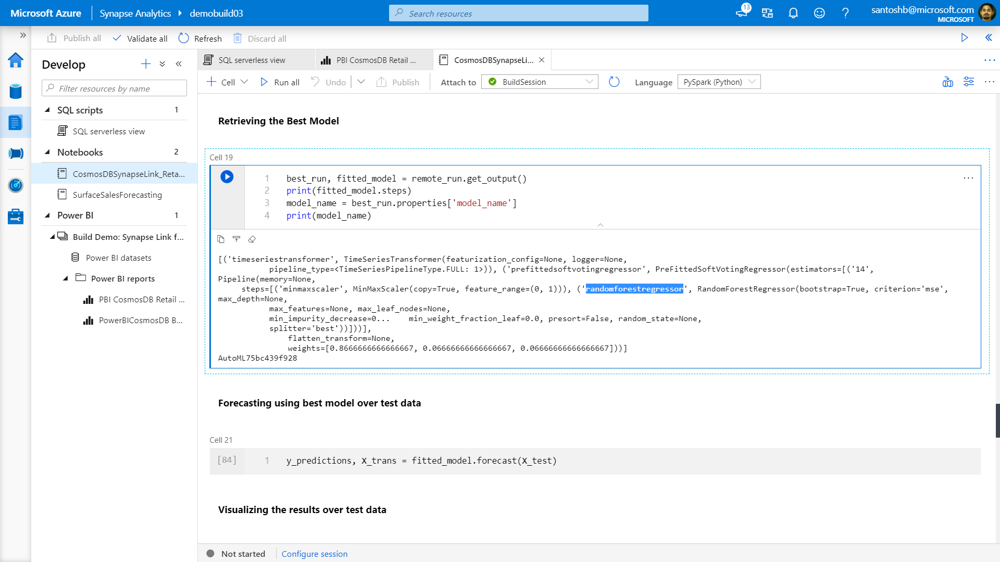 Microsoft Azure
Synapse Analytics
demobuild03
Search resources
13
santoshb@microsoft.com
MICROSOFT
Publish all
Validate all
Refresh
Discard all
Develop
Filter resources by name
SQL scripts
1
SQL serverless view
Notebooks
2
CosmosDBSynapseLink_Reta...
SurfaceSalesForecasting
Power BI
1
Build Demo: Synapse Link f...
Power BI datasets
Power BI reports
PBI CosmosDB Retail ...
PowerBICosmosDB B...
SQL serverless view
PBI CosmosDB Retail ...
CosmosDBSynapseLi...
Cell
Run all
Undo
Publish
Attach to
BuildSession
Language
PySpark (Python)
Retrieving the Best Model
Cell 19
1 best_run, fitted_model = remote_run.get_output()
2 print(fitted_model.steps)
3 model_name = best_run.properties['model_name']
4 print(model_name)
[('timeseriestransformer', TimeSeriesTransformer(featurization_config=None, logger=None,
pipeline_type=<TimeSeriesPipelineType.FULL: 1>)), ('prefittedsoftvotingregressor', PreFittedSoftVotingRegressor(estimators=[('14',
Pipeline(memory=None,
steps=[('minmaxscaler', MinMaxScaler(copy=True, feature_range=(0, 1))), ('randomforestregressor', RandomForestRegressor(bootstrap=True, criterion='mse',
max_depth=None,
max_features=None, max_leaf_nodes=None,
min_impurity_decrease=0... min_weight_fraction_leaf=0.0, presort=False, random_state=None,
splitter='best'))]))],
flatten_transform=None,
weights=[0.8666666666666667, 0.06666666666666667, 0.06666666666666667]))]
AutoML75bc439f928
Forecasting using best model over test data
Cell 21
[84]
1 y_predictions, X_trans = fitted_model.forecast(X_test)
Visualizing the results over test data
Not started
Configure session